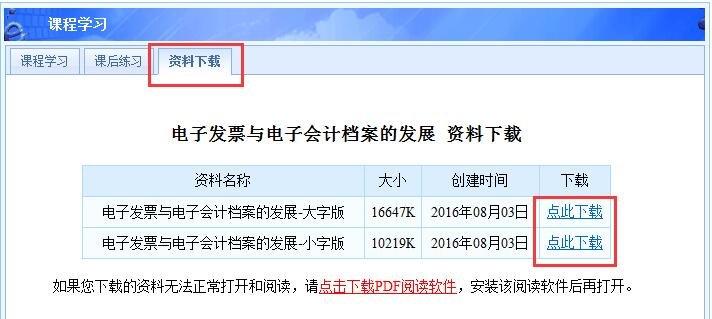 课程学习
课程学习 课后练习 资料下载
电子发票与电子会计档案的发展 资料下载
资料名称 大小 创建时间 下载
电子发票与电子会计档案的发展-大字版 16647K 2016年08月03日 点此下载
电子发票与电子会计档案的发展-小字版 10219K 2016年08月03日 点此下载
如果您下载的资料无法正常打开和阅读，请点击下载PDF阅读软件，安装该阅读软件后再打开。